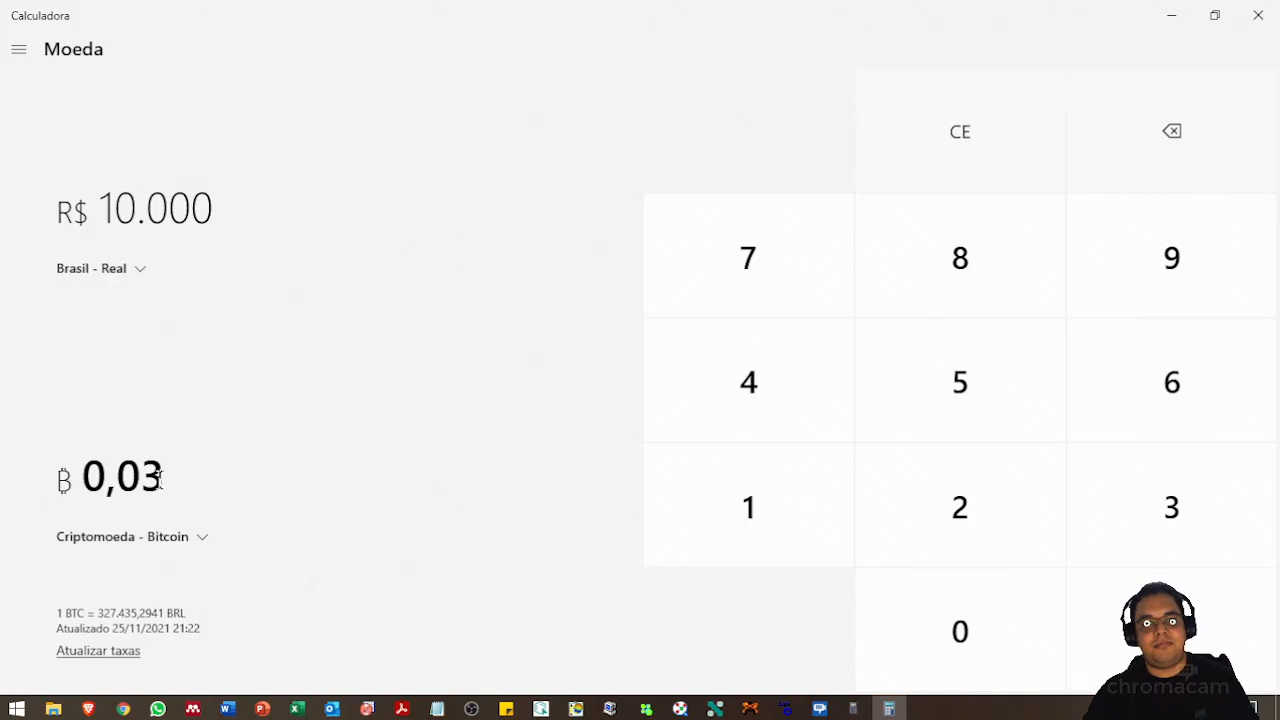 Calculadora
Moeda
CE
R$ 10.000
Brasil - Real
7 8 9
4 5 6
฿ 0,03
Criptomoeda - Bitcoin
1 2 3
1 BTC = 327.435,2941 BRL
Atualizado 25/11/2021 21:22
Atualizar taxas
0
chromacam